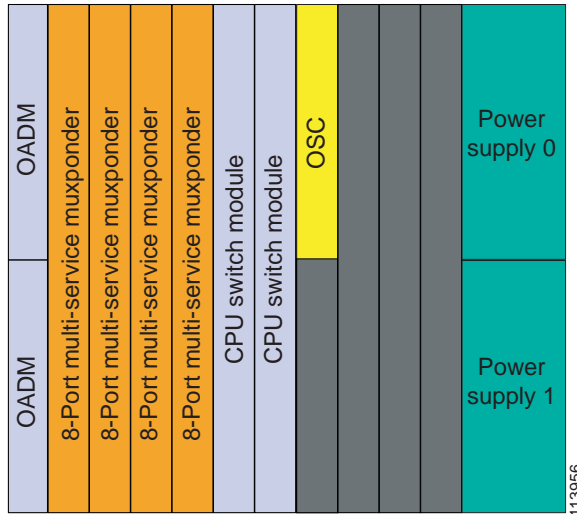 OADM
OADM
8-Port multi-service muxponder
8-Port multi-service muxponder
8-Port multi-service muxponder
8-Port multi-service muxponder
CPU switch module
CPU switch module
OSC
Power
supply 0
Power
supply 1
113956